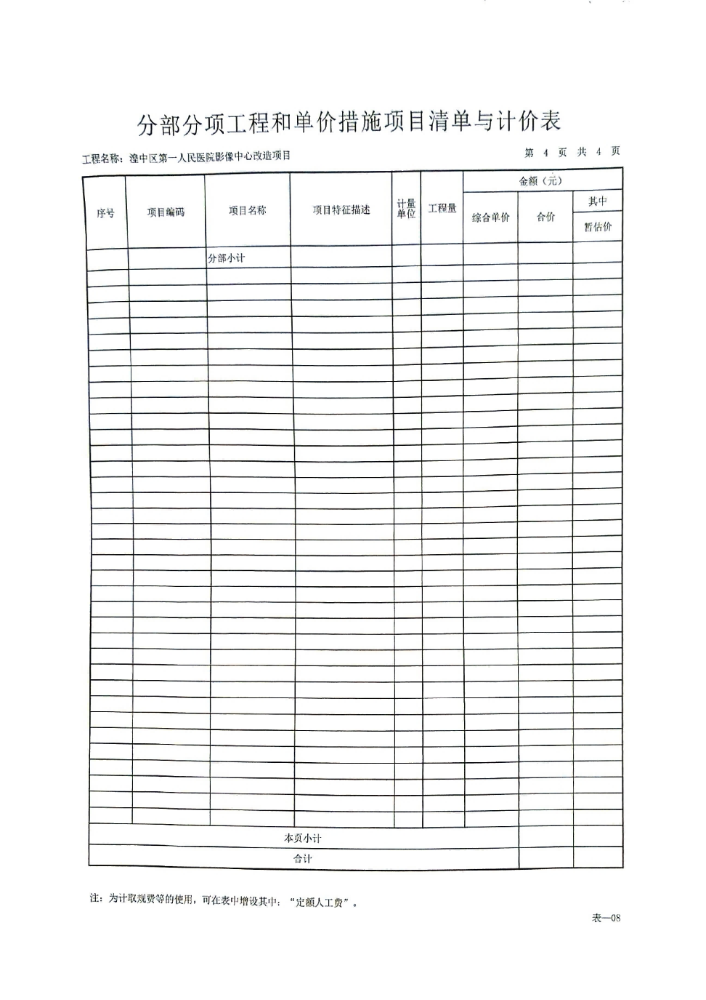 分部分项工程和单价措施项目清单与计价表
工程名称：湟中区第一人民医院影像中心改造项目
第 4 页 共 4 页
序号 项目编码 项目名称 项目特征描述 计量单位 工程量 金额（元）
综合单价 合价 其中
暂估价
分部小计
本页小计
合计
注：为计取规费等的使用，可在表中增设其中：“定额人工费”。
表—08